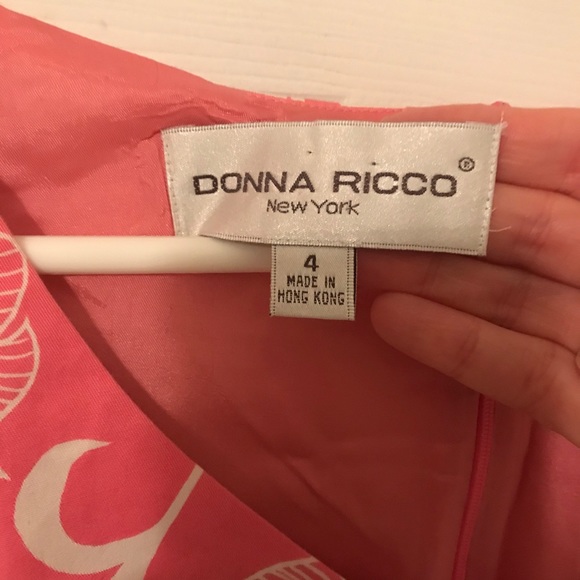 DONNA RICCO®
New York
4
MADE IN
HONG KONG